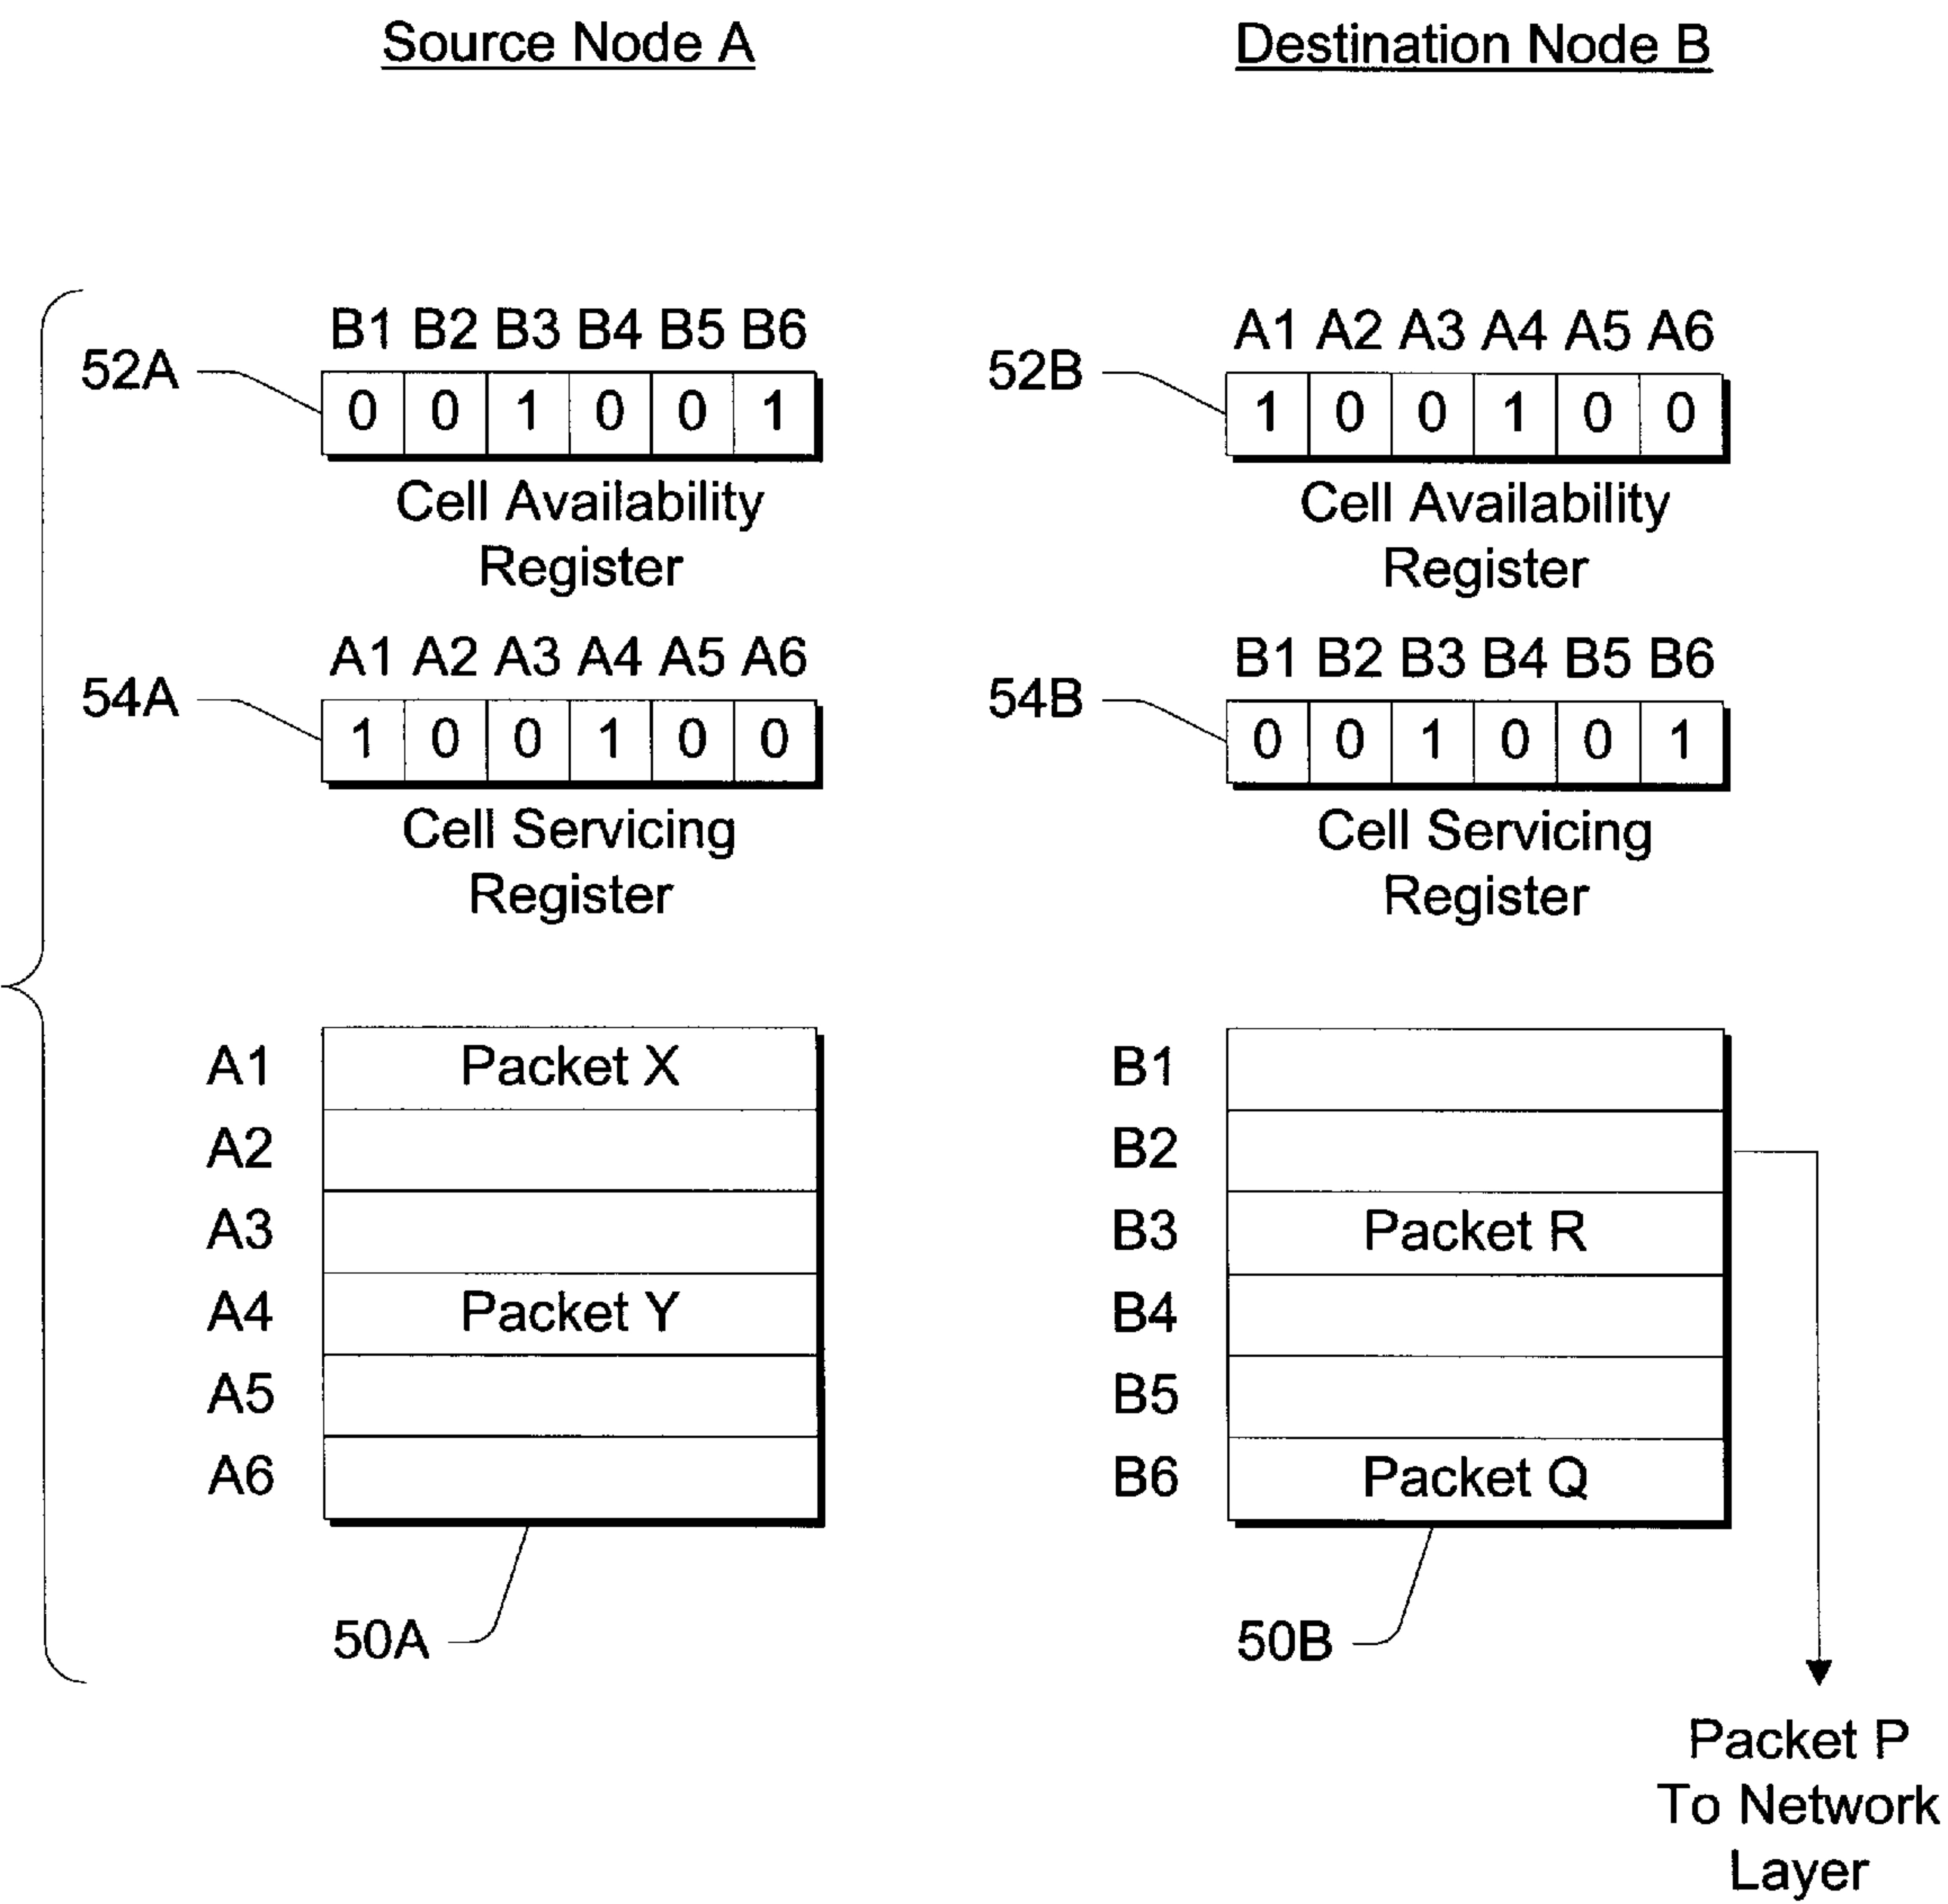 Source Node A
Destination Node B
B1 B2 B3 B4 B5 B6
52A
0 0 1 0 0 1
Cell Availability
Register
A1 A2 A3 A4 A5 A6
52B
1 0 0 1 0 0
Cell Availability
Register
A1 A2 A3 A4 A5 A6
54A
1 0 0 1 0 0
Cell Servicing
Register
B1 B2 B3 B4 B5 B6
54B
0 0 1 0 0 1
Cell Servicing
Register
A1 Packet X
A2
A3
A4 Packet Y
A5
A6
50A
B1
B2
B3 Packet R
B4
B5
B6 Packet Q
50B
Packet P
To Network
Layer